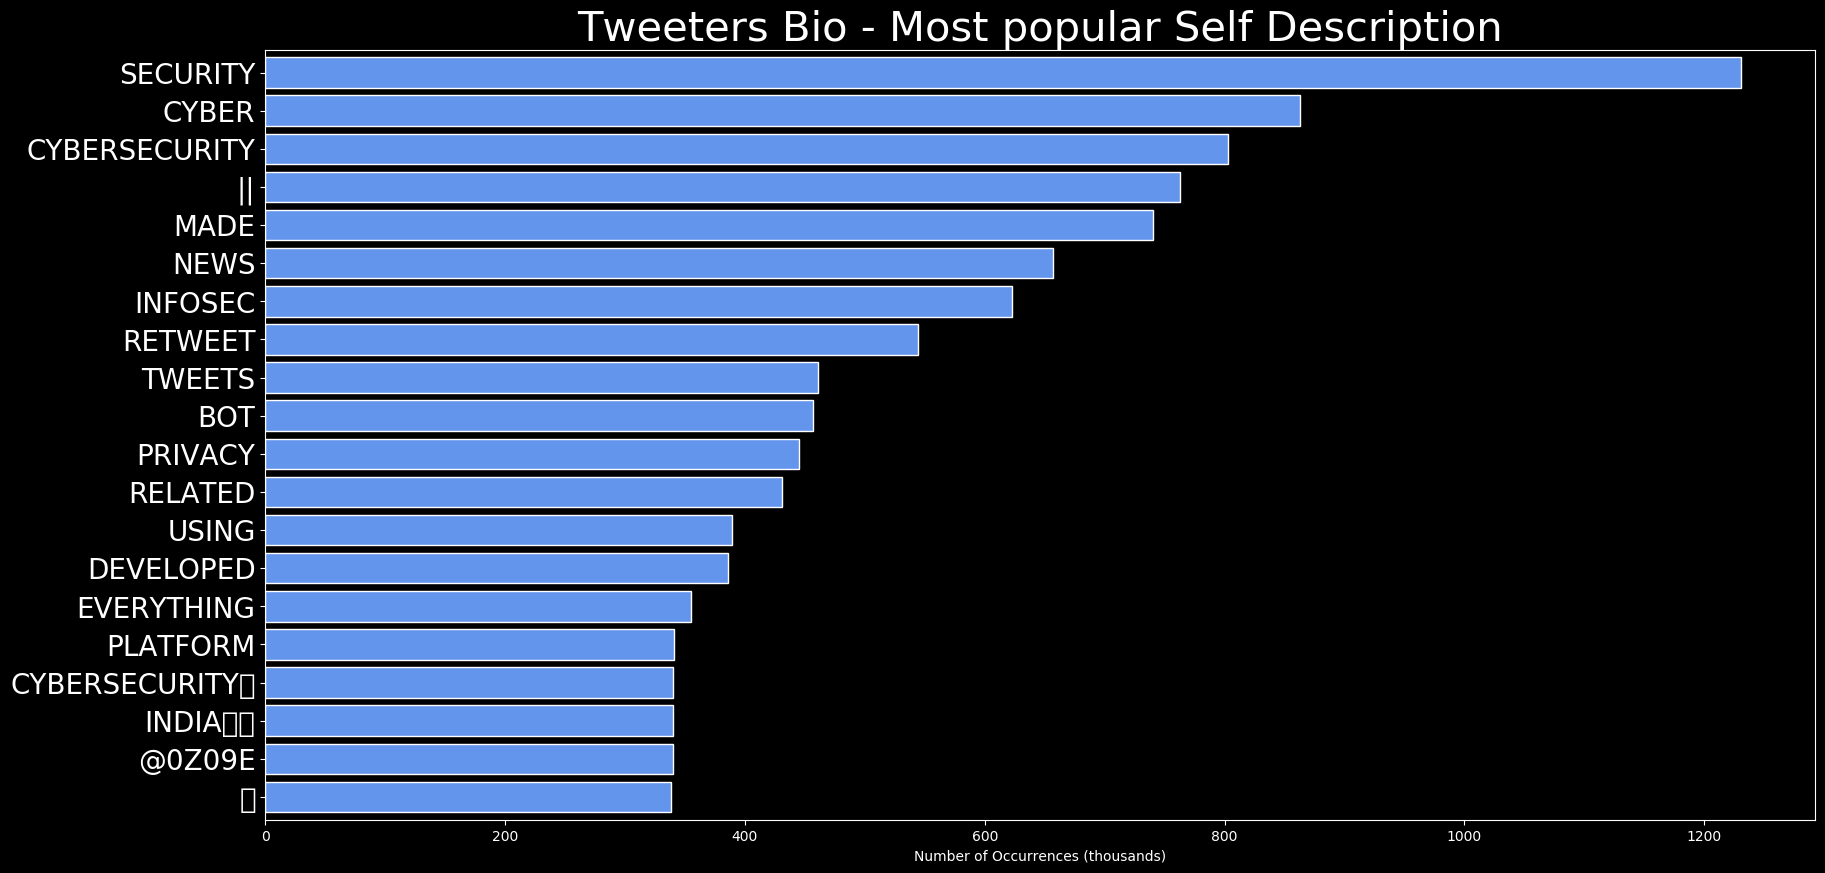 Tweeters Bio - Most popular Self Description
SECURITY
CYBER
CYBERSECURITY
||
MADE
NEWS
INFOSEC
RETWEET
TWEETS
BOT
PRIVACY
RELATED
USING
DEVELOPED
EVERYTHING
PLATFORM
CYBERSECURITY▯
INDIA▯▯
@0Z09E
▯
0 200 400 600 800 1000 1200
Number of Occurrences (thousands)